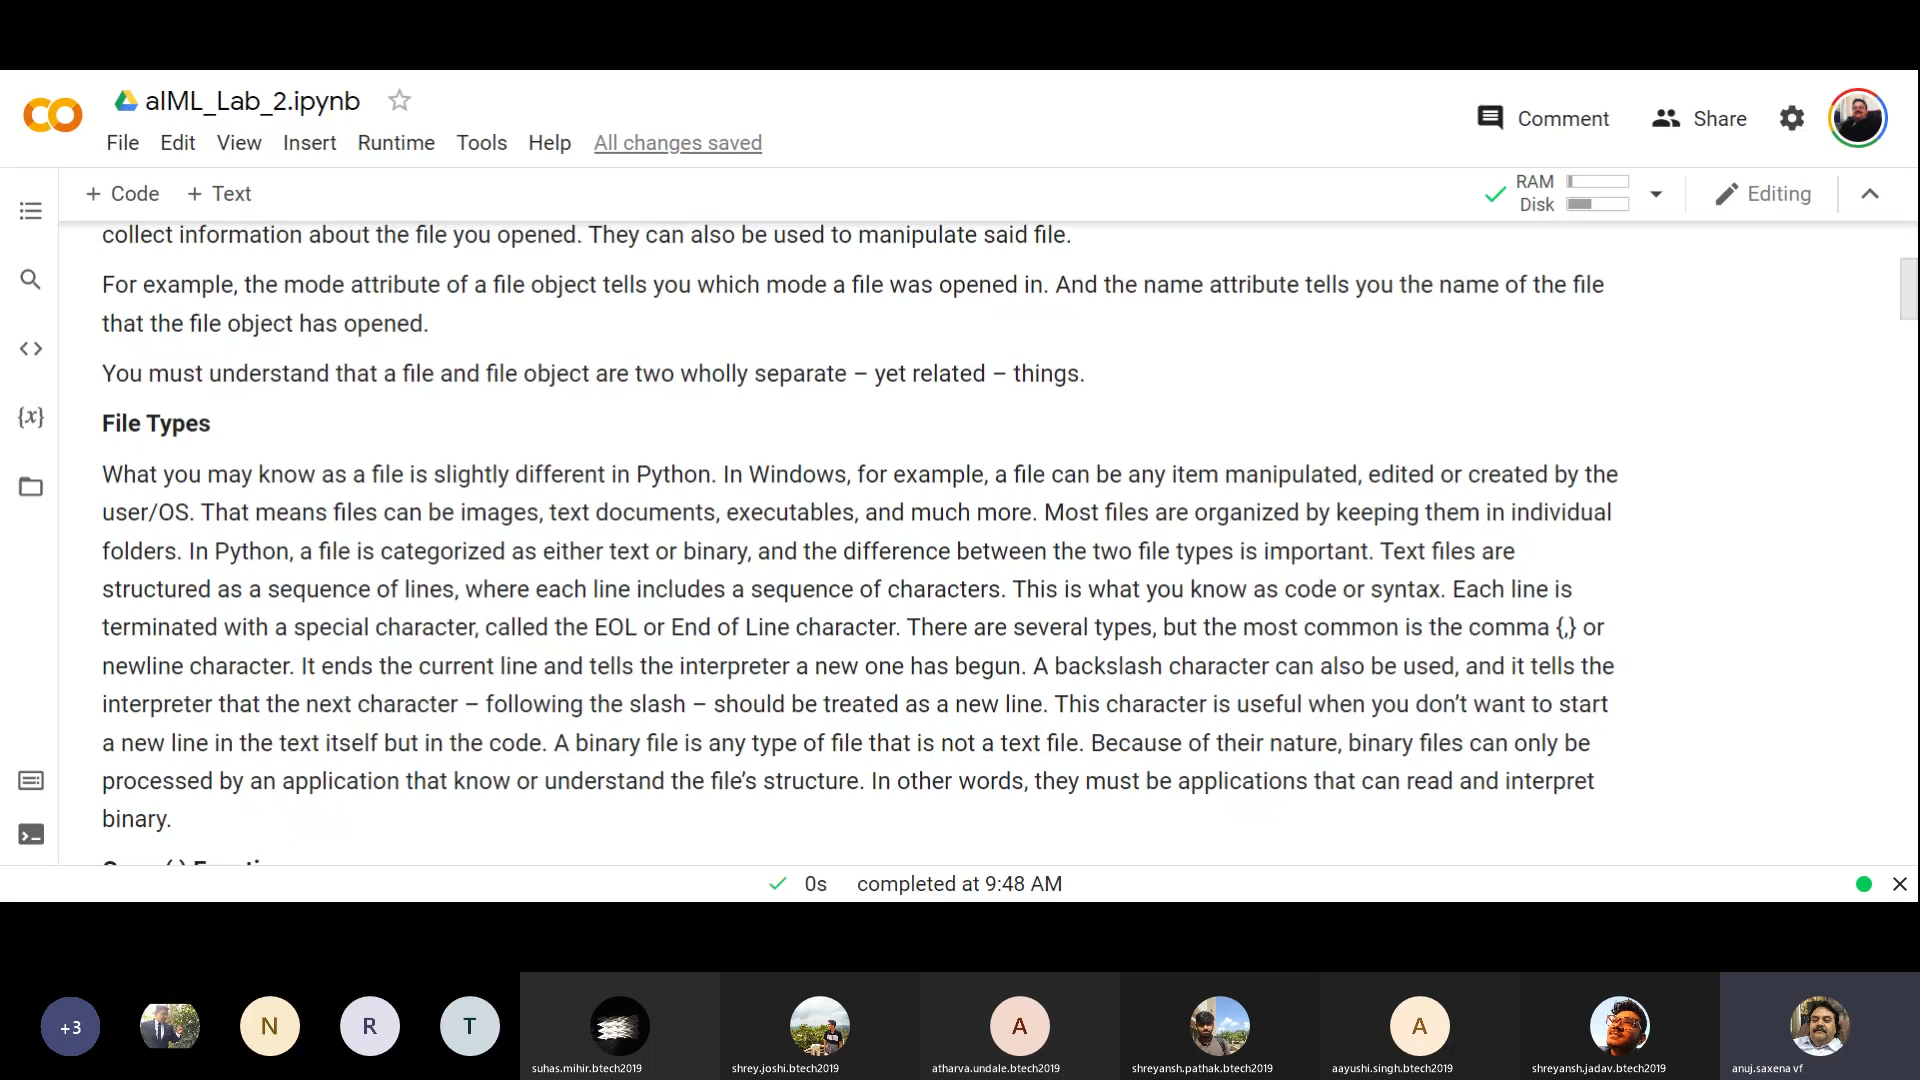 aIML_Lab_2.ipynb
File Edit View Insert Runtime Tools Help All changes saved
Comment Share
+ Code + Text
RAM
Disk
Editing
collect information about the file you opened. They can also be used to manipulate said file.
For example, the mode attribute of a file object tells you which mode a file was opened in. And the name attribute tells you the name of the file
that the file object has opened.
You must understand that a file and file object are two wholly separate – yet related – things.
File Types
What you may know as a file is slightly different in Python. In Windows, for example, a file can be any item manipulated, edited or created by the
user/OS. That means files can be images, text documents, executables, and much more. Most files are organized by keeping them in individual
folders. In Python, a file is categorized as either text or binary, and the difference between the two file types is important. Text files are
structured as a sequence of lines, where each line includes a sequence of characters. This is what you know as code or syntax. Each line is
terminated with a special character, called the EOL or End of Line character. There are several types, but the most common is the comma {,} or
newline character. It ends the current line and tells the interpreter a new one has begun. A backslash character can also be used, and it tells the
interpreter that the next character – following the slash – should be treated as a new line. This character is useful when you don’t want to start
a new line in the text itself but in the code. A binary file is any type of file that is not a text file. Because of their nature, binary files can only be
processed by an application that know or understand the file’s structure. In other words, they must be applications that can read and interpret
binary.
0s completed at 9:48 AM
+3 N R T A A
suhas.mihir.btech2019 shrey.joshi.btech2019 atharva.undale.btech2019 shreyansh.pathak.btech2019 aayushi.singh.btech2019 shreyansh.jadav.btech2019 anuj.saxena vf